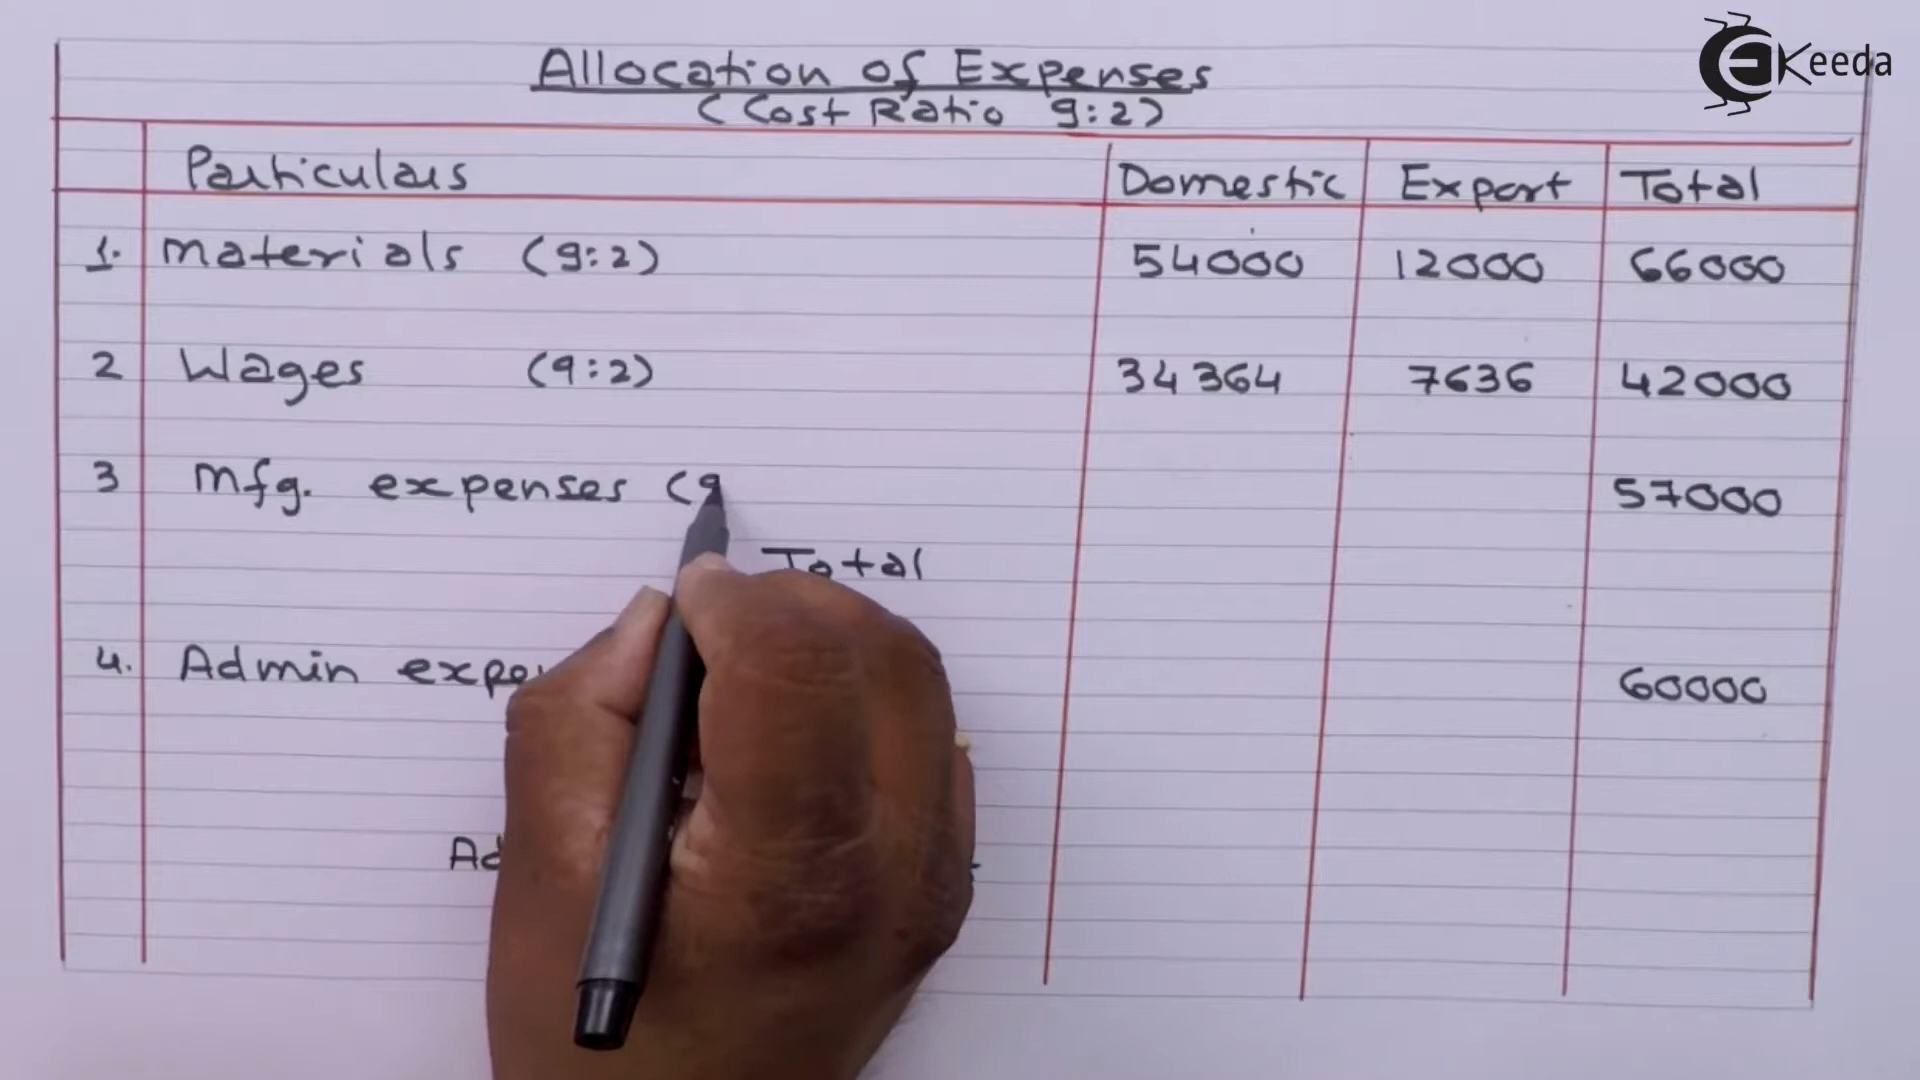 Allocation of Expenses
(Cost Ratio 9:2)
Particulars Domestic Export Total
1. Materials (9:2) 54000 12000 66000
2 Wages (9:2) 34364 7636 42000
3 Mfg. expenses (9 57000
Total
4. Admin 60000
Keeda